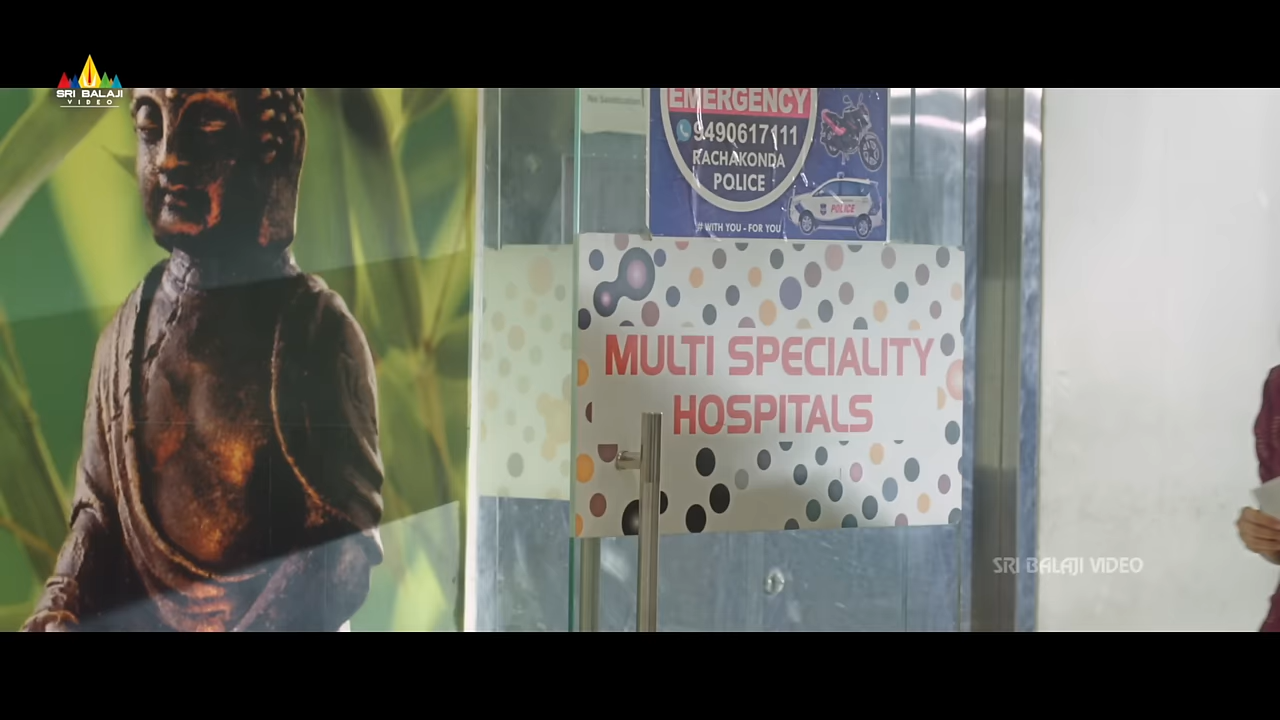 SRI BALAJI
VIDEO
EMERGENCY
9490617111
RACHAKONDA
POLICE
POLICE
# WITH YOU - FOR YOU
MULTI SPECIALITY
HOSPITALS
SRI BALAJI VIDEO